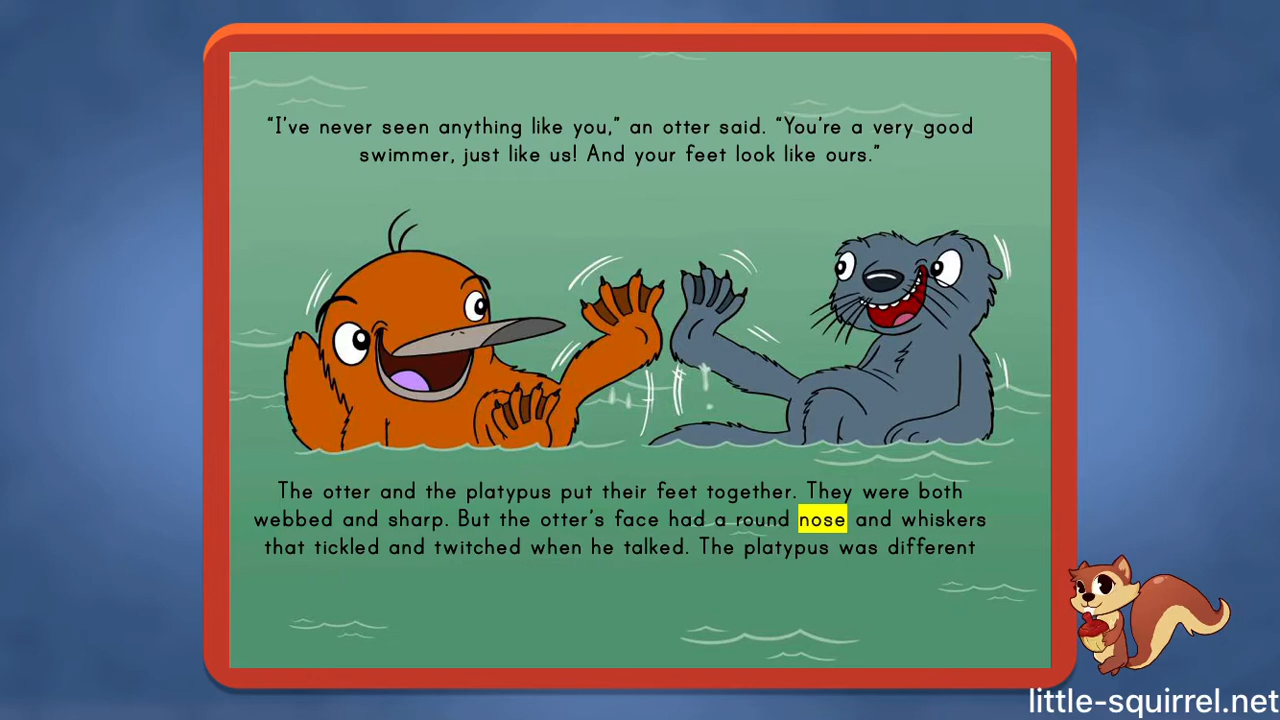 “I’ve never seen anything like you,” an otter said. “You’re a very good
swimmer, just like us! And your feet look like ours.”
The otter and the platypus put their feet together. They were both
webbed and sharp. But the otter’s face had a round nose and whiskers
that tickled and twitched when he talked. The platypus was different
little-squirrel.net